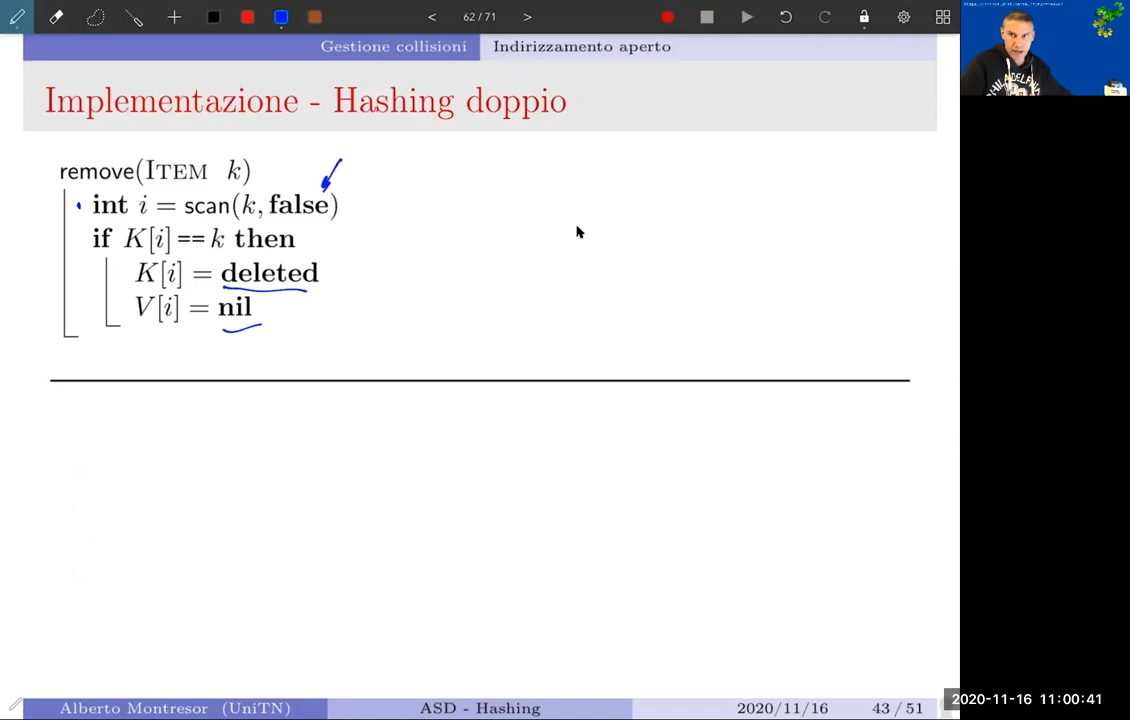 62 / 71
Gestione collisioni Indirizzamento aperto
Implementazione - Hashing doppio
remove(ITEM k)
int i = scan(k, false)
if K[i] == k then
K[i] = deleted
V[i] = nil
PHILADELPHIA
Alberto Montresor (UniTN) ASD - Hashing 2020/11/16 43 / 51
2020-11-16 11:00:41